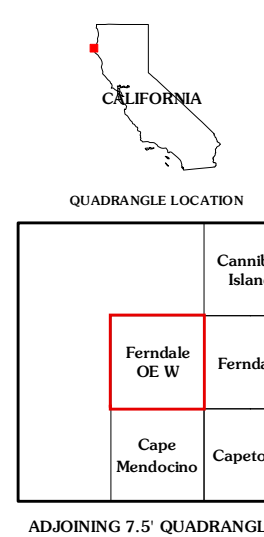 CALIFORNIA
QUADRANGLE LOCATION
Cannib
Islan
Ferndale
OE W
Fernda
Cape
Mendocino
Capeto
ADJOINING 7.5' QUADRANGL